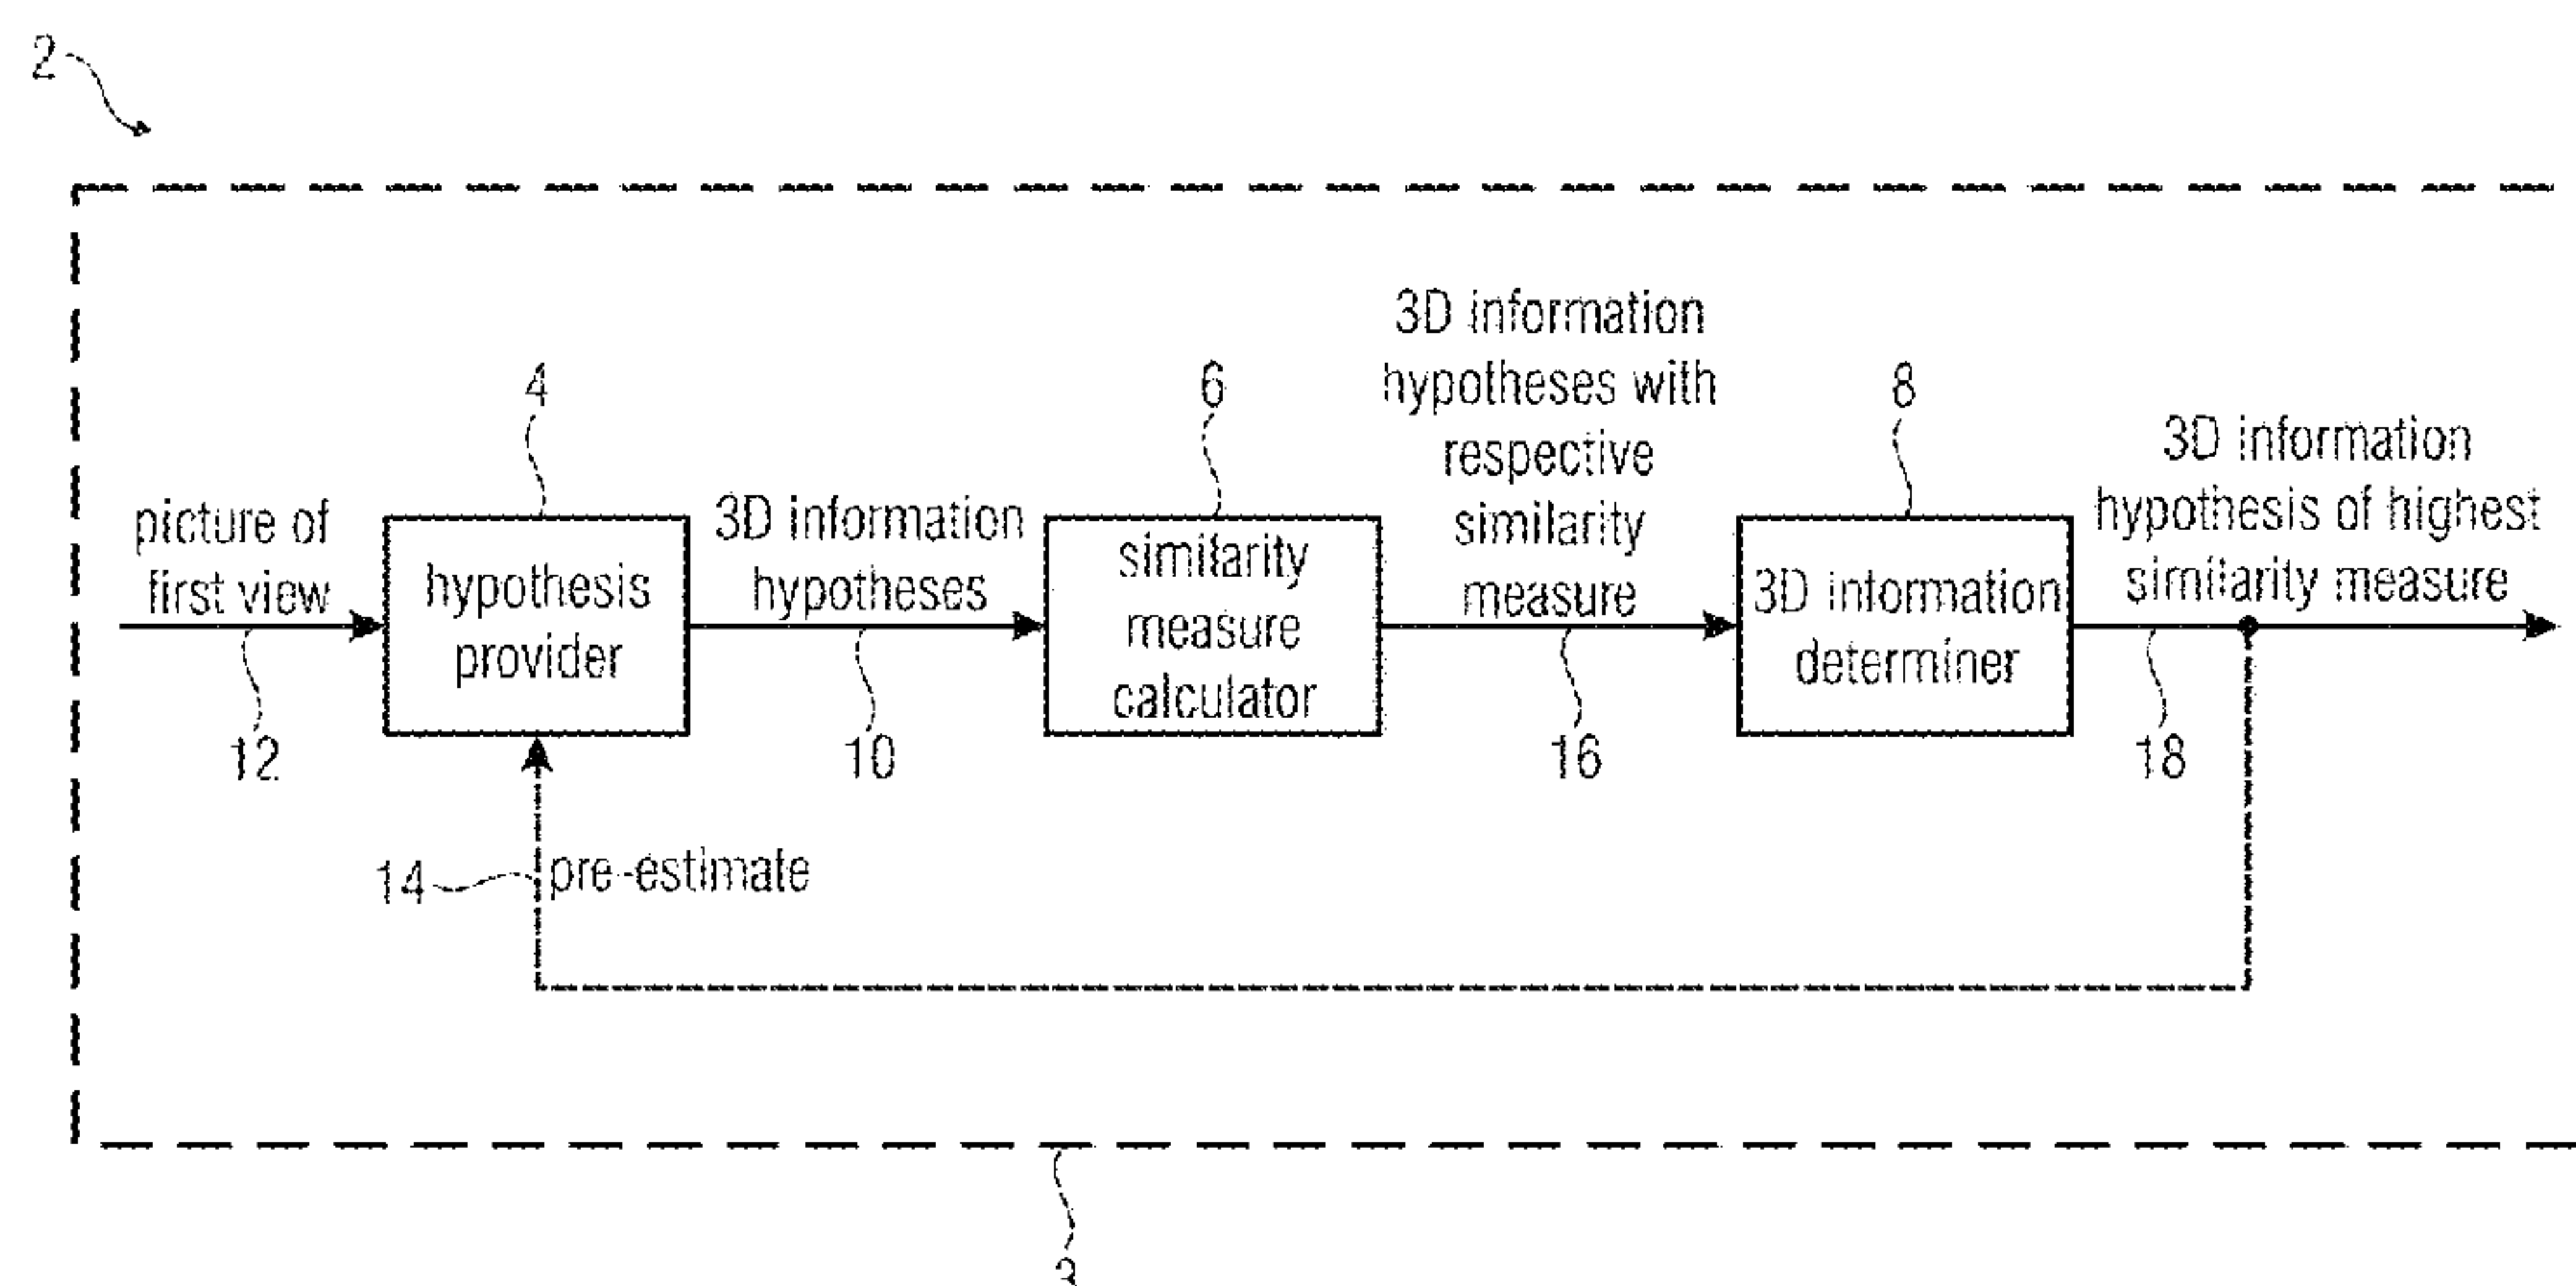 2
4
6
8
picture of
first view
12
hypothesis
provider
3D information
hypotheses
10
similarity
measure
calculator
3D information
hypotheses with
respective
similarity
measure
16
3D information
determiner
3D information
hypothesis of highest
similarity measure
18
14
pre-estimate